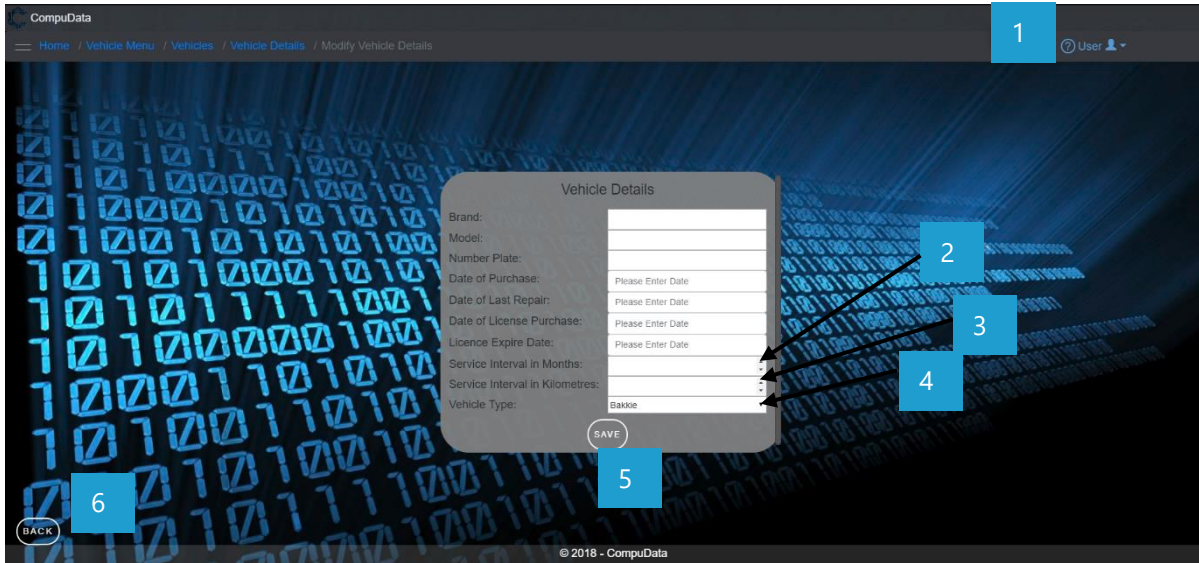 CompuData
1
Home / Vehicle Menu / Vehicles / Vehicle Details / Modify Vehicle Details
? User
Vehicle Details
Brand:
Model:
Number Plate:
2
Date of Purchase: Please Enter Date
Date of Last Repair: Please Enter Date
Date of License Purchase: Please Enter Date
3
Licence Expire Date: Please Enter Date
Service Interval in Months:
Service Interval in Kilometres:
4
Vehicle Type: Bakkie
SAVE
5
6
BACK
© 2018 - CompuData